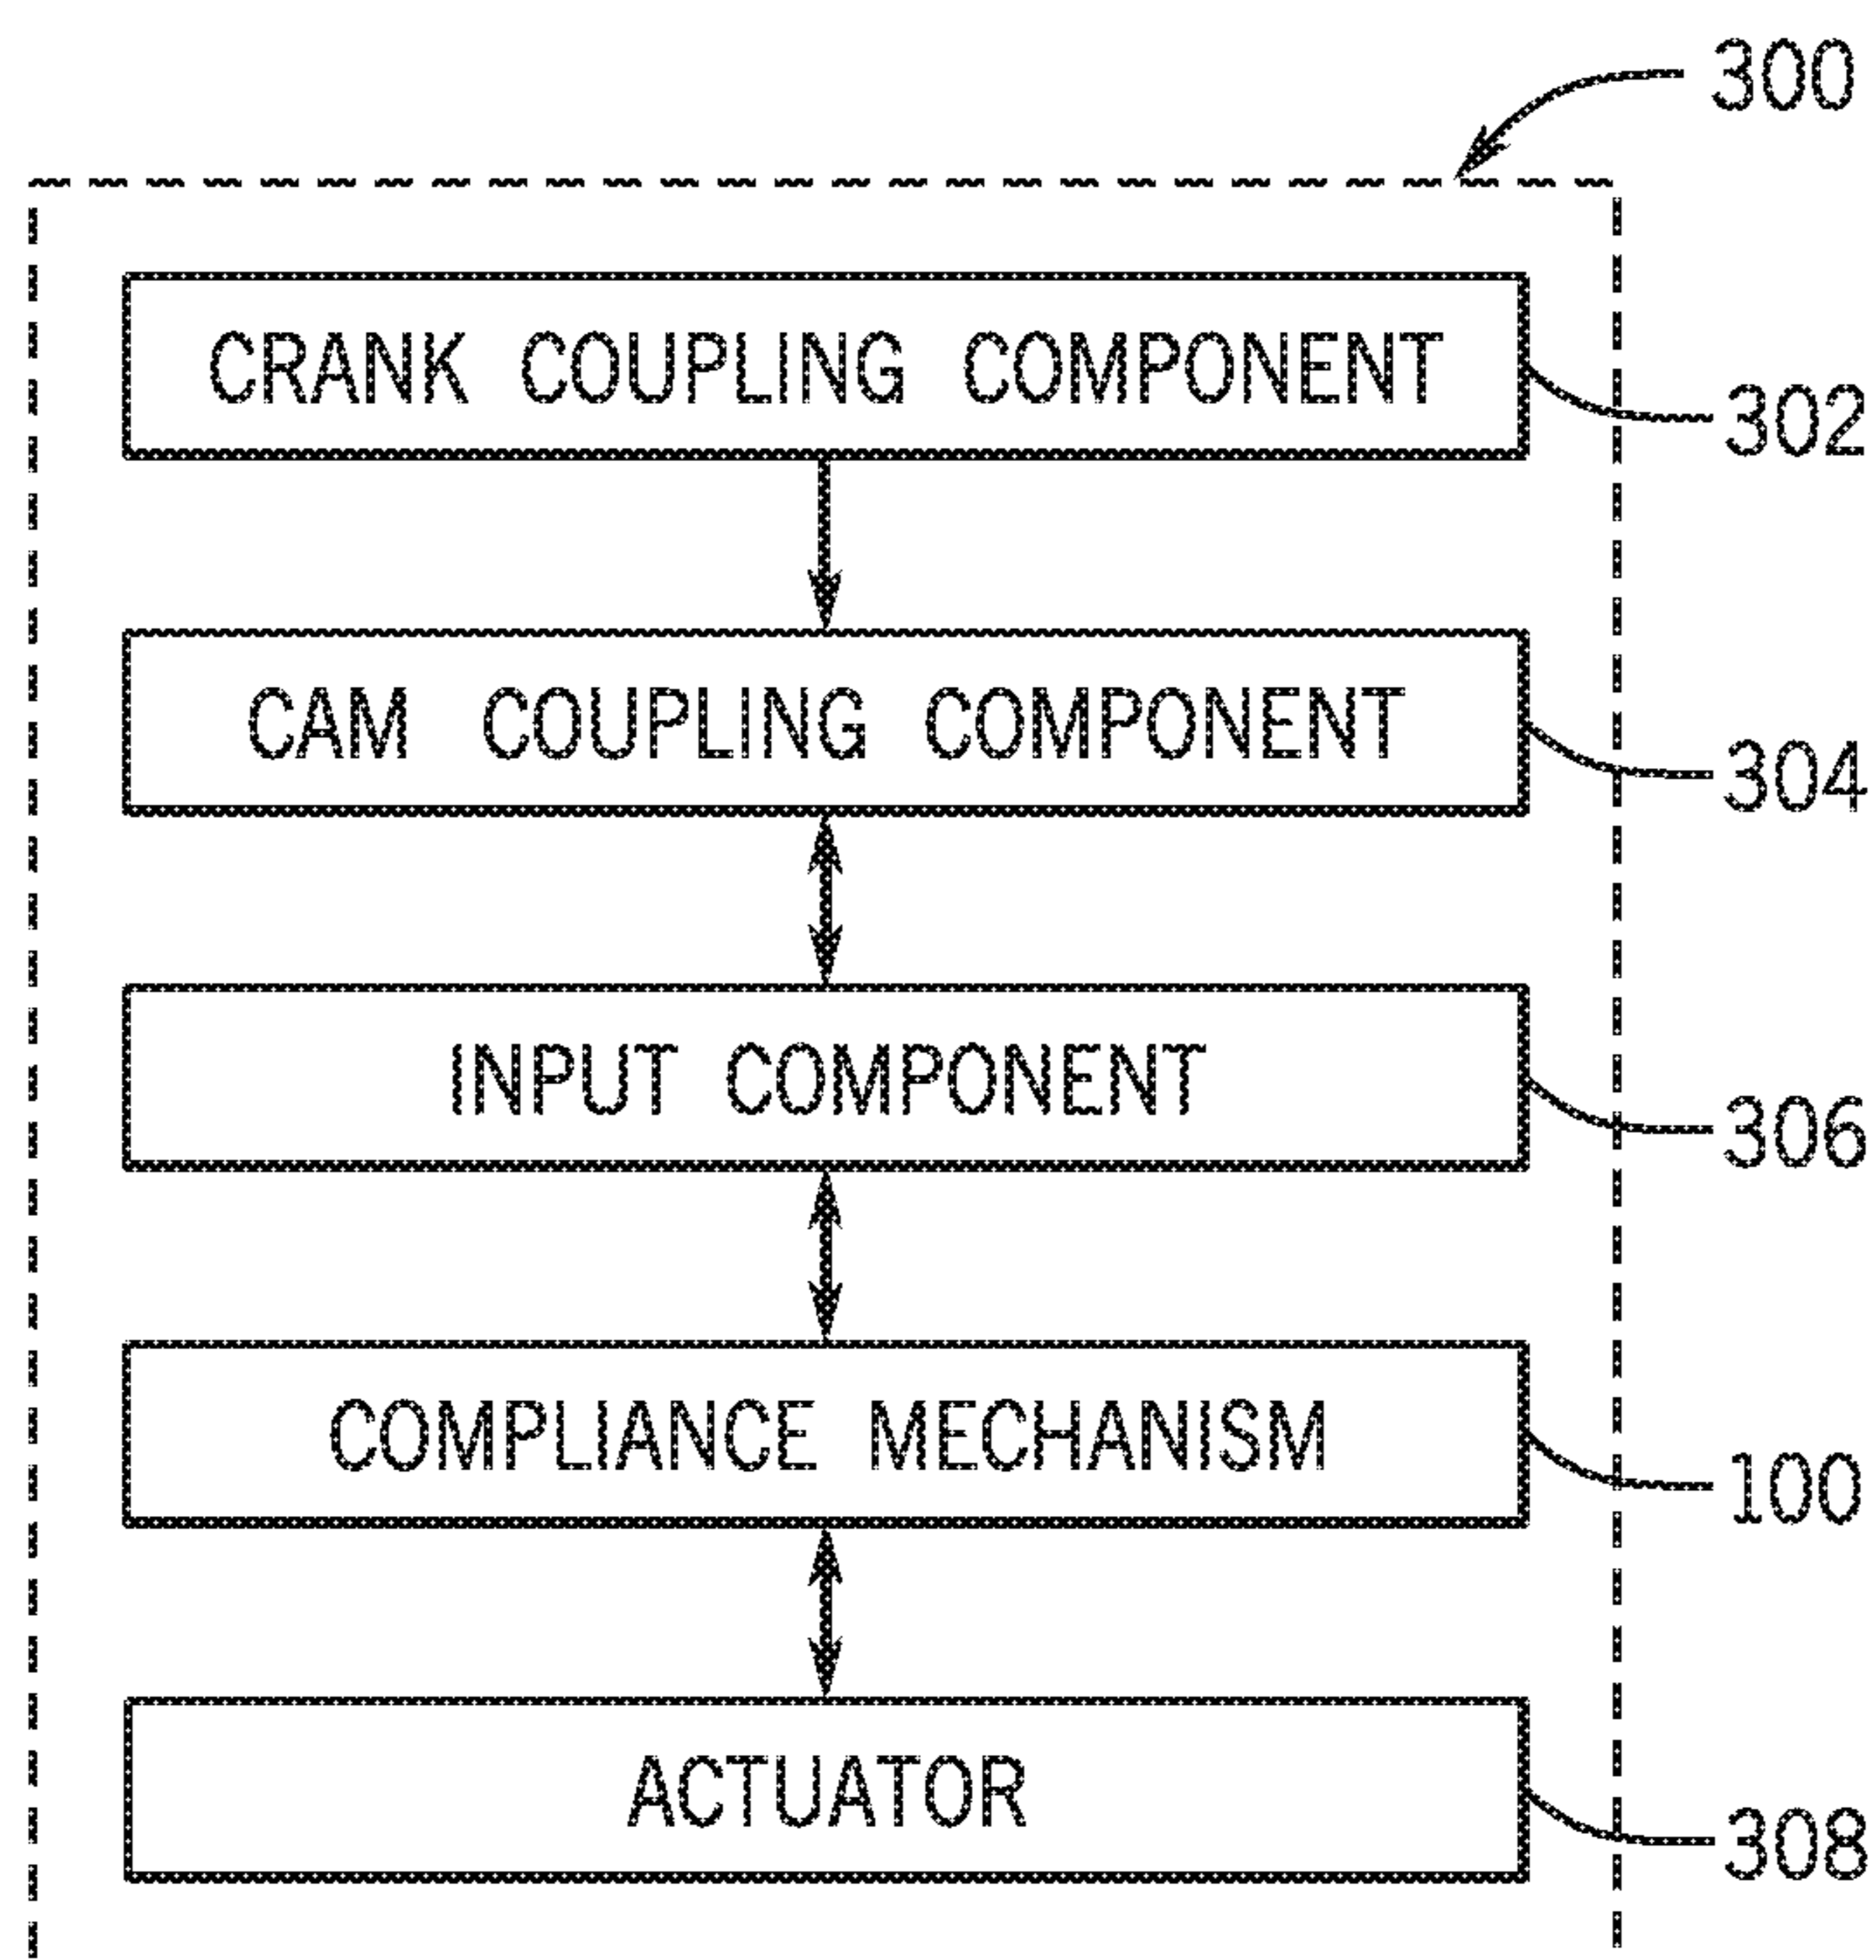 300
CRANK COUPLING COMPONENT
302
CAM COUPLING COMPONENT
304
INPUT COMPONENT
306
COMPLIANCE MECHANISM
100
ACTUATOR
308